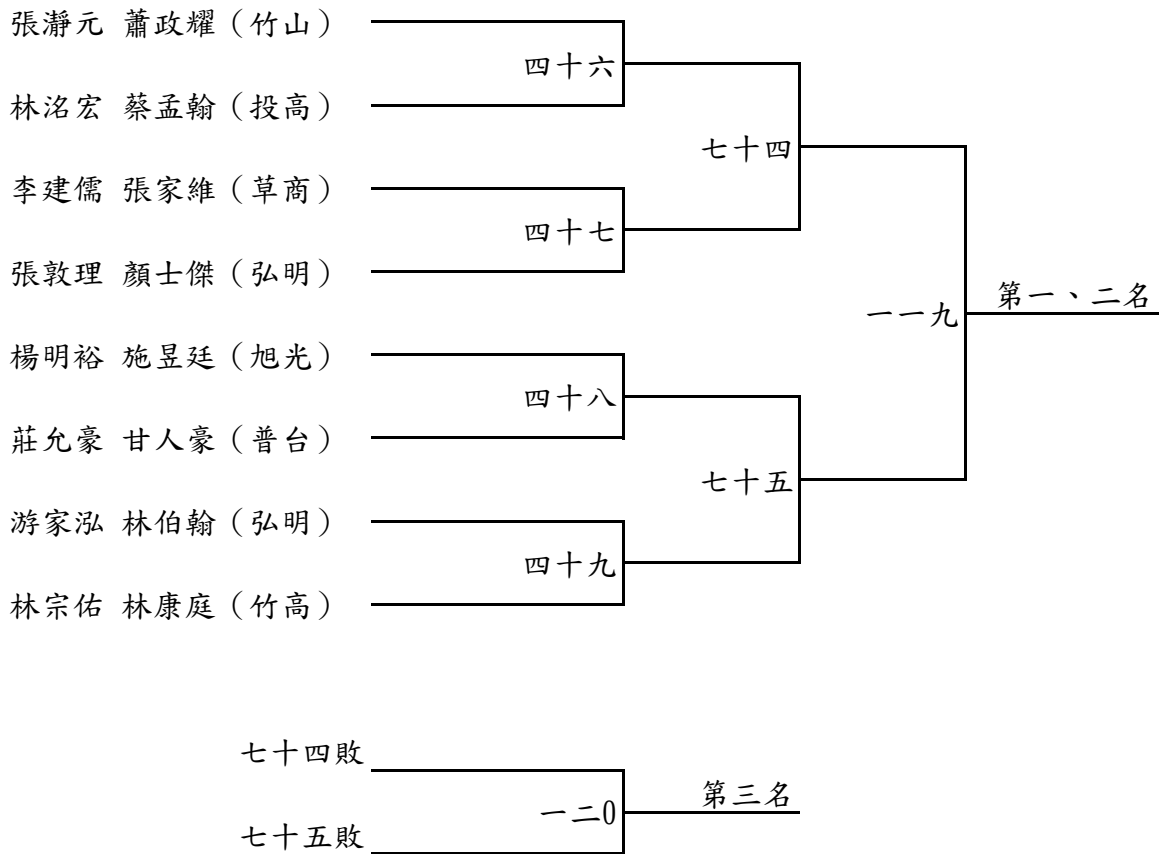 張瀞元 蕭政耀（竹山）
四十六
林洺宏 蔡孟翰（投高）
七十四
李建儒 張家維（草商）
四十七
張敦理 顏士傑（弘明）
第一、二名
一一九
楊明裕 施昱廷（旭光）
四十八
莊允豪 甘人豪（普台）
七十五
游家泓 林伯翰（弘明）
四十九
林宗佑 林康庭（竹高）
七十四敗
一二0
第三名
七十五敗